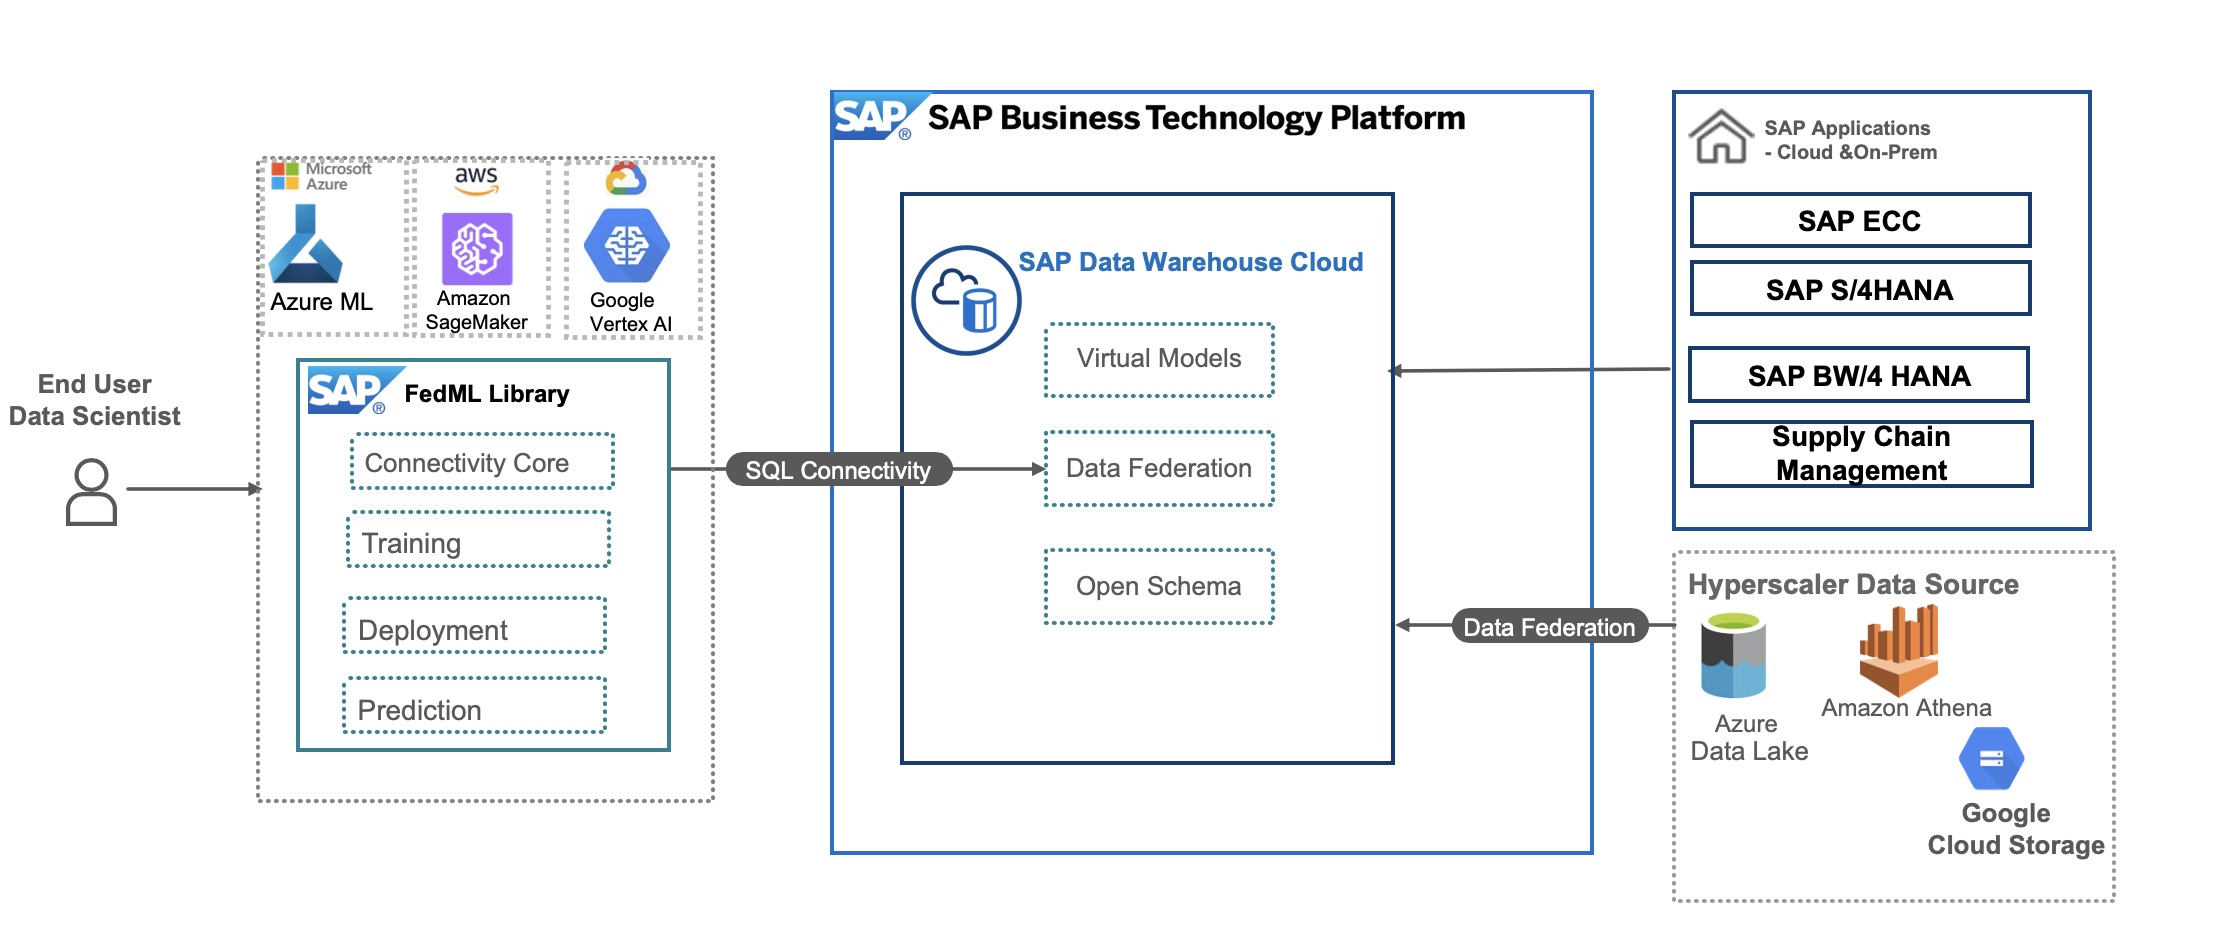 End User
Data Scientist
Microsoft
Azure
Azure ML
aws
Amazon
SageMaker
Google
Vertex AI
SAP®
FedML Library
Connectivity Core
Training
Deployment
Prediction
SQL Connectivity
SAP®
SAP Business Technology Platform
SAP Data Warehouse Cloud
Virtual Models
Data Federation
Open Schema
SAP Applications
- Cloud &On-Prem
SAP ECC
SAP S/4HANA
SAP BW/4 HANA
Supply Chain
Management
Data Federation
Hyperscaler Data Source
Azure
Data Lake
Amazon Athena
Google
Cloud Storage